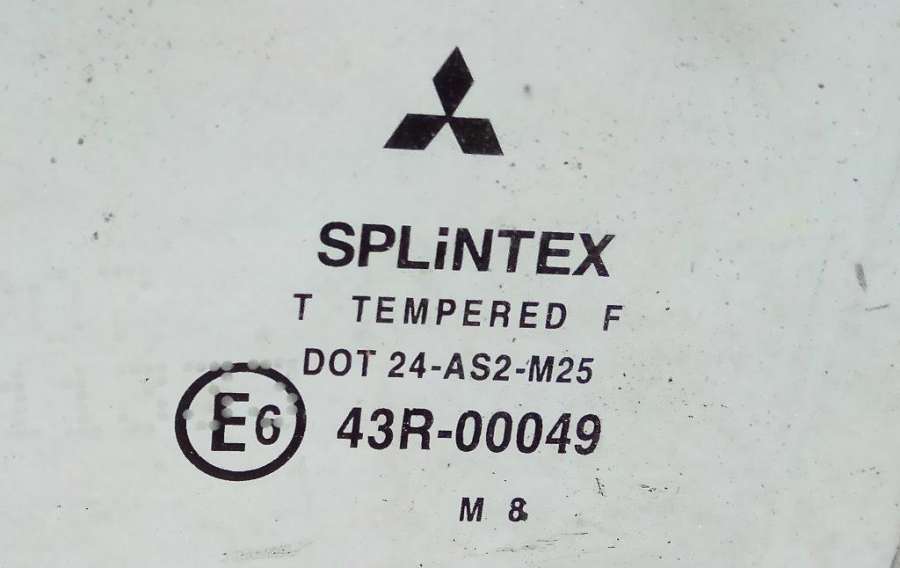 SPLiNTEX
T TEMPERED F
DOT 24-AS2-M25
E6 43R-00049
M 8